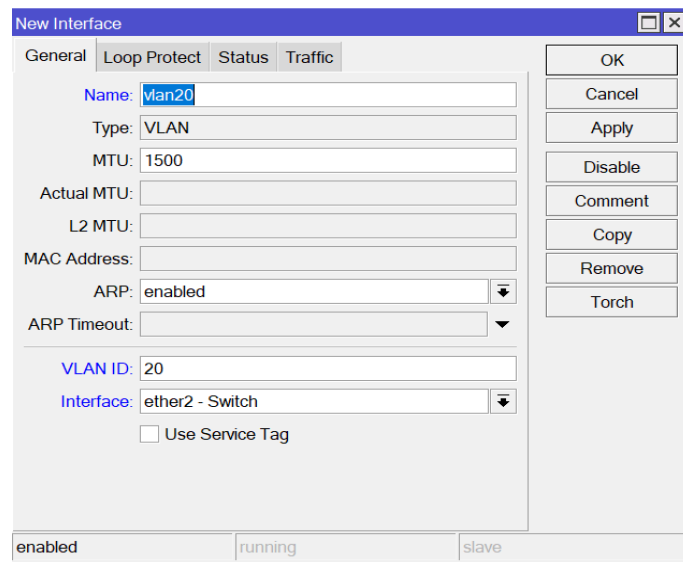 New Interface
General Loop Protect Status Traffic
Name: vlan20
Type: VLAN
MTU: 1500
Actual MTU:
L2 MTU:
MAC Address:
ARP: enabled
ARP Timeout:
VLAN ID: 20
Interface: ether2 - Switch
Use Service Tag
OK
Cancel
Apply
Disable
Comment
Copy
Remove
Torch
enabled running slave